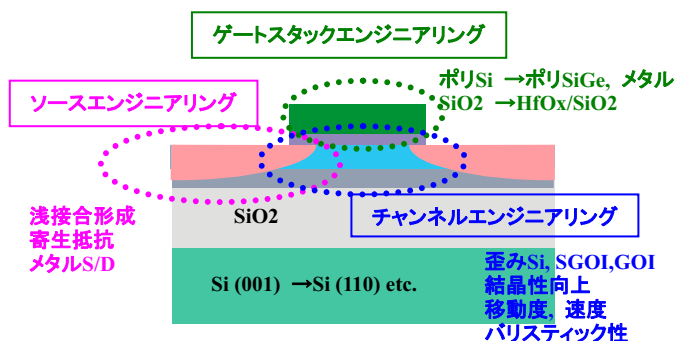 ゲートスタックエンジニアリング
ポリSi →ポリSiGe, メタル
SiO2 →HfOx/SiO2
ソースエンジニアリング
浅接合形成
寄生抵抗
メタルS/D
SiO2
チャンネルエンジニアリング
Si (001) →Si (110) etc.
歪みSi, SGOI,GOI
結晶性向上
移動度, 速度
バリスティック性